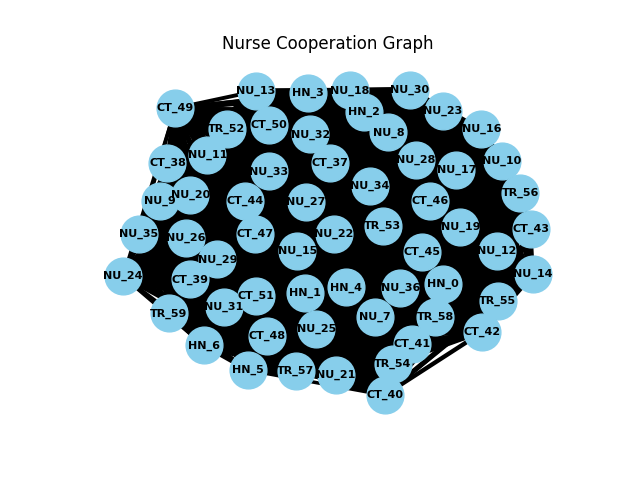 Nurse Cooperation Graph
NU_13
HN_3
NU_18
NU_30
CT_49
HN_2
NU_23
TR_52
CT_50
NU_32
NU_8
NU_16
CT_38
NU_11
NU_33
CT_37
NU_28
NU_17
NU_10
NU_9
NU_20
CT_44
NU_27
NU_34
CT_46
TR_56
NU_35
NU_26
CT_47
NU_22
TR_53
NU_19
CT_43
NU_24
CT_39
NU_29
NU_15
CT_45
NU_12
NU_14
TR_59
NU_31
CT_51
HN_1
HN_4
NU_36
HN_0
TR_55
HN_6
CT_48
NU_25
NU_7
TR_58
CT_42
HN_5
TR_57
NU_21
CT_41
TR_54
CT_40